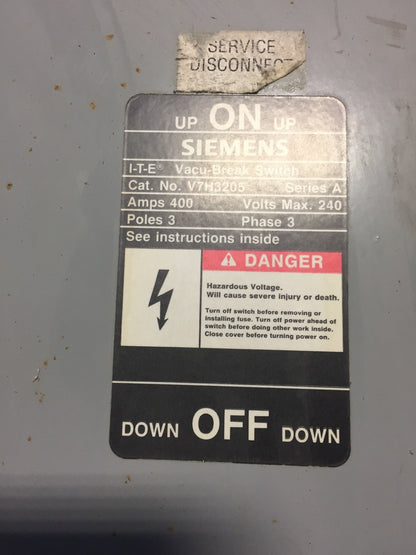 SERVICE
DISCONNECT
UP ON UP
SIEMENS
I-T-E® Vacu-Break Switch
Cat. No. V7H3205 Series A
Amps 400 Volts Max. 240
Poles 3 Phase 3
See instructions inside
DANGER
Hazardous Voltage.
Will cause severe injury or death.
Turn off switch before removing or
installing fuse. Turn off power ahead of
switch before doing other work inside.
Close cover before turning power on.
DOWN OFF DOWN